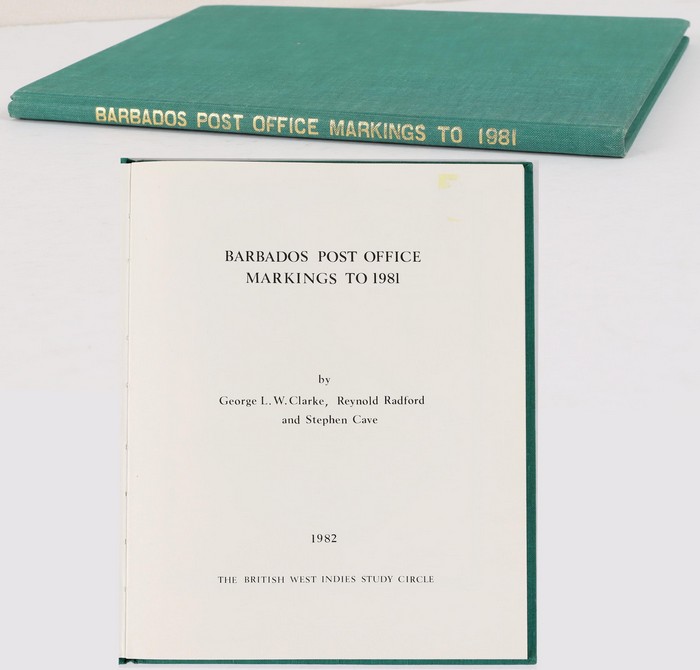 BARBADOS POST OFFICE MARKINGS TO 1981
BARBADOS POST OFFICE
MARKINGS TO 1981
by
George L.W. Clarke, Reynold Radford
and Stephen Cave
1982
THE BRITISH WEST INDIES STUDY CIRCLE